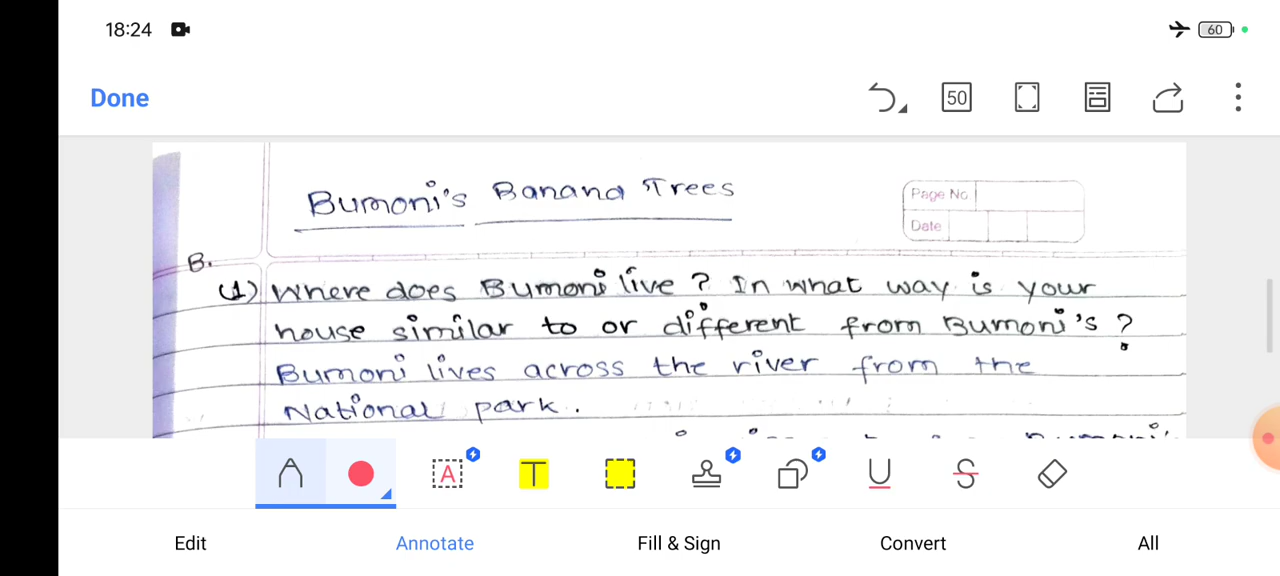 18:24
60
Done
50
Bumoni's Banana Trees
Page No
Date
B.
(1) Where does Bumoni live ? In what way is your
house similar to or different from Bumoni's ?
Bumoni lives across the river from the
National park.
A
T
U
S
Edit
Annotate
Fill & Sign
Convert
All